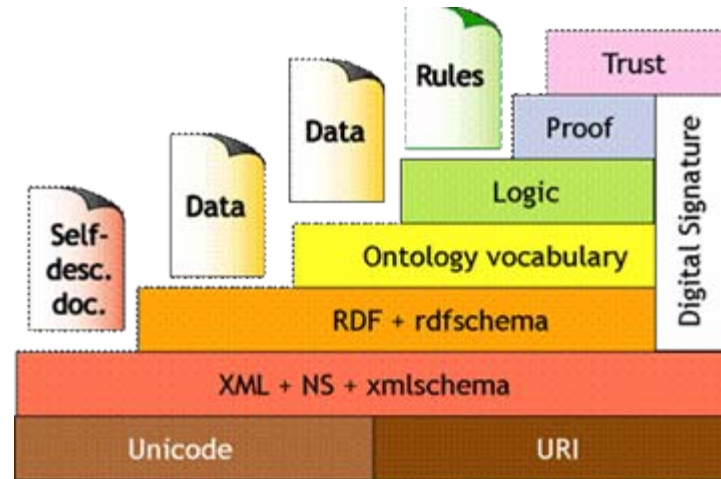 Rules
Trust
Data
Proof
Data
Logic
Self-
desc.
doc.
Ontology vocabulary
Digital Signature
RDF + rdfschema
XML + NS + xmlschema
Unicode
URI